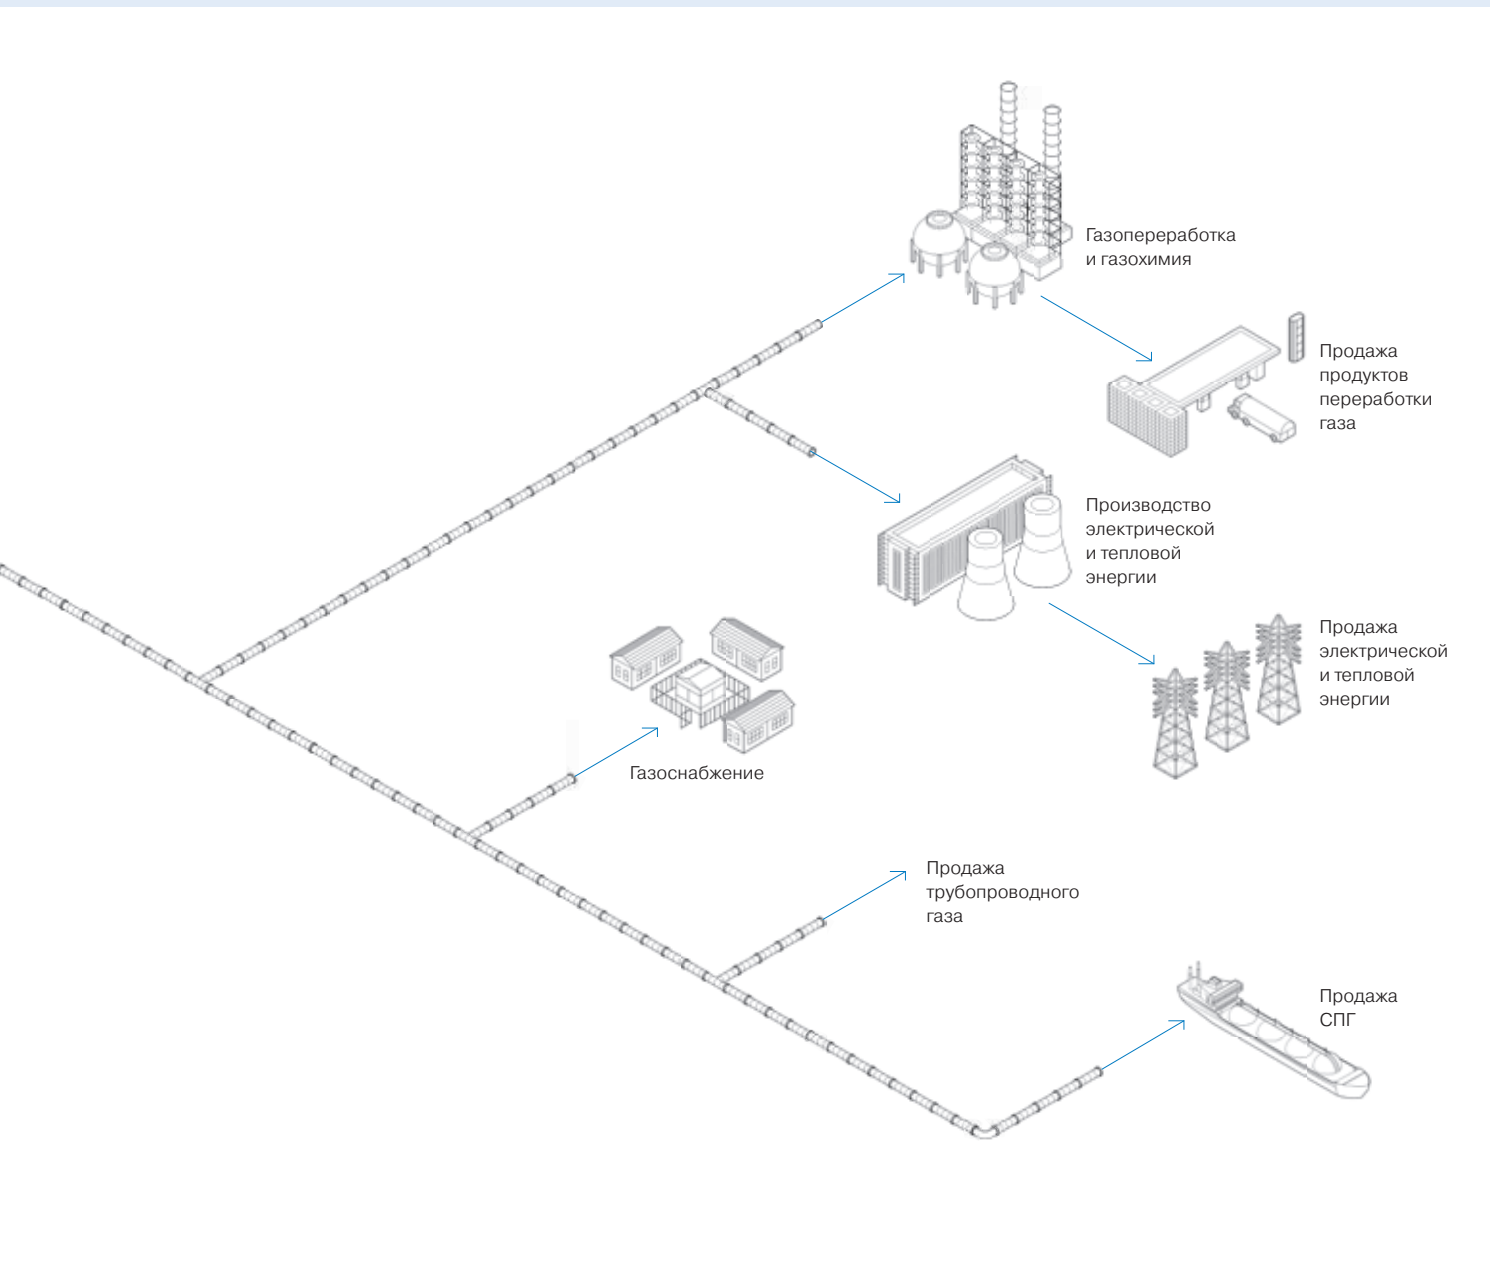 Газопереработка
и газохимия
Продажа
продуктов
переработки
газа
Производство
электрической
и тепловой
энергии
Продажа
электрической
и тепловой
энергии
Газоснабжение
Продажа
трубопроводного
газа
Продажа
СПГ